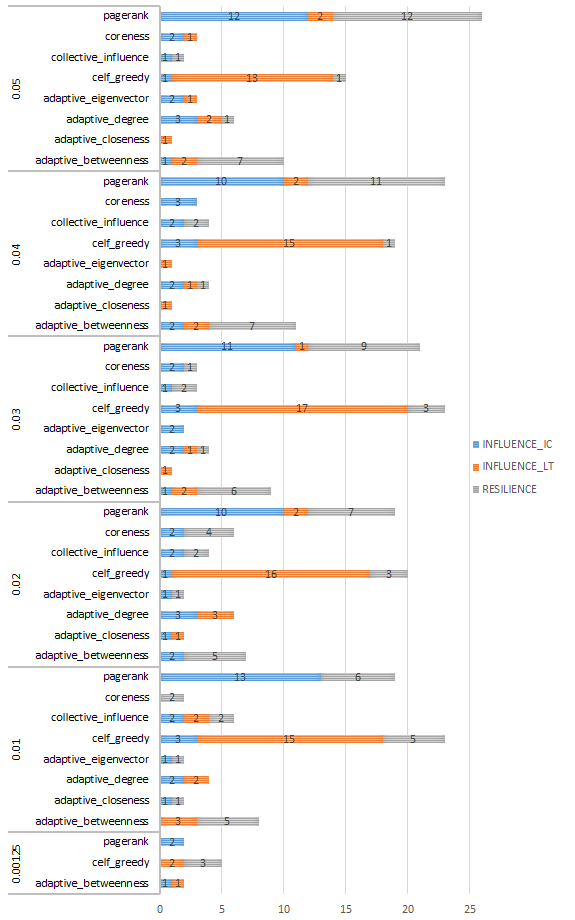 0.05
pagerank 12 2 12
coreness 2 1
collective_influence 1 1
celf_greedy 1 13 1
adaptive_eigenvector 2 1
adaptive_degree 3 2 1
adaptive_closeness 1
adaptive_betweenness 1 2 7
0.04
pagerank 10 2 11
coreness 3
collective_influence 2 2
celf_greedy 3 15 1
adaptive_eigenvector 1
adaptive_degree 2 1 1
adaptive_closeness 1
adaptive_betweenness 2 2 7
0.03
pagerank 11 1 9
coreness 2 1
collective_influence 1 2
celf_greedy 3 17 3
adaptive_eigenvector 2
adaptive_degree 2 1 1
adaptive_closeness 1
adaptive_betweenness 1 2 6
0.02
pagerank 10 2 7
coreness 2 4
collective_influence 2 2
celf_greedy 1 16 3
adaptive_eigenvector 1 1
adaptive_degree 3 3
adaptive_closeness 1 1
adaptive_betweenness 2 5
0.01
pagerank 13 6
coreness 2
collective_influence 2 2 2
celf_greedy 3 15 5
adaptive_eigenvector 1 1
adaptive_degree 2 2
adaptive_closeness 1 1
adaptive_betweenness 3 5
0.00125
pagerank 2
celf_greedy 2 3
adaptive_betweenness 1 1
0 5 10 15 20 25
INFLUENCE_IC
INFLUENCE_LT
RESILIENCE